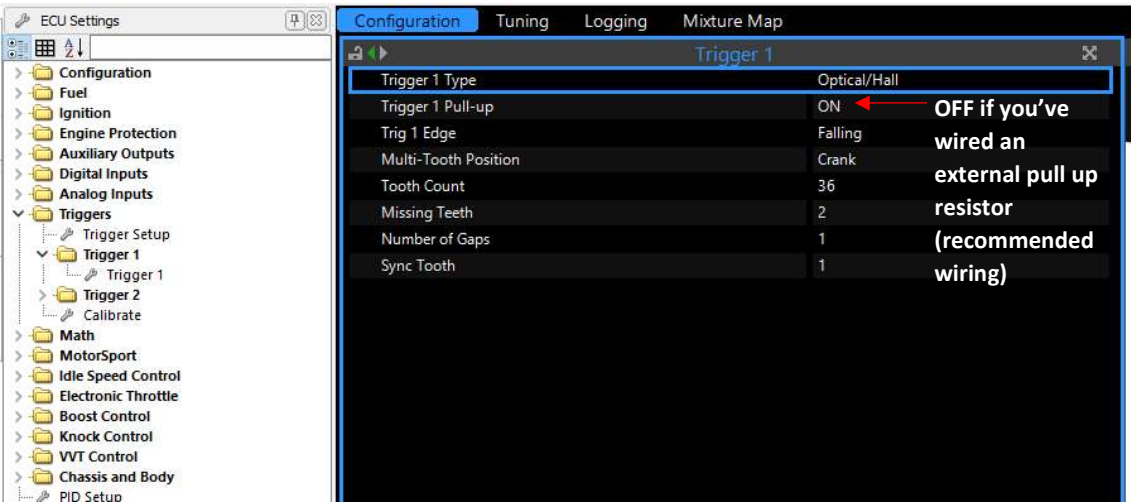 ECU Settings
Configuration
Fuel
Ignition
Engine Protection
Auxiliary Outputs
Digital Inputs
Analog Inputs
Triggers
Trigger Setup
Trigger 1
Trigger 1
Trigger 2
Calibrate
Math
MotorSport
Idle Speed Control
Electronic Throttle
Boost Control
Knock Control
VVT Control
Chassis and Body
PID Setup
Configuration Tuning Logging Mixture Map
Trigger 1
Trigger 1 Type Optical/Hall
Trigger 1 Pull-up ON
Trig 1 Edge Falling
Multi-Tooth Position Crank
Tooth Count 36
Missing Teeth 2
Number of Gaps 1
Sync Tooth 1
OFF if you’ve
wired an
external pull up
resistor
(recommended
wiring)